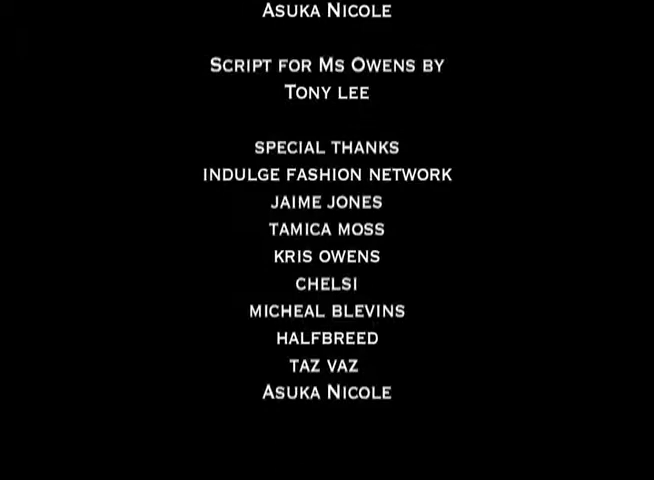 Asuka Nicole
Script for Ms Owens by
Tony lee
special thanks
indulge fashion network
jaime jones
tamica moss
kris owens
chelsi
micheal blevins
halfbreed
taz vaz
Asuka Nicole